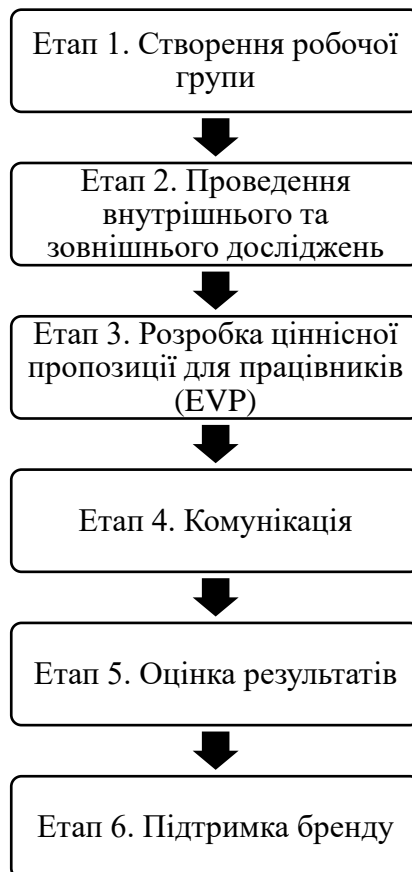 Етап 1. Створення робочої
групи
Етап 2. Проведення
внутрішнього та
зовнішнього досліджень
Етап 3. Розробка ціннісної
пропозиції для працівників
(EVP)
Етап 4. Комунікація
Етап 5. Оцінка результатів
Етап 6. Підтримка бренду